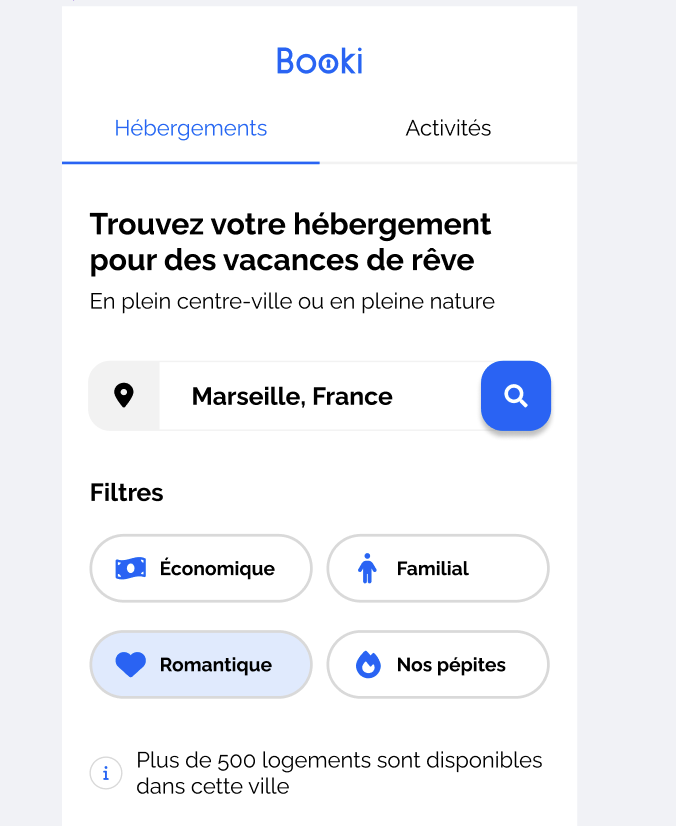 Booki
Hébergements
Activités
Trouvez votre hébergement
pour des vacances de rêve
En plein centre-ville ou en pleine nature
Marseille, France
Filtres
Économique
Familial
Romantique
Nos pépites
i
Plus de 500 logements sont disponibles
dans cette ville